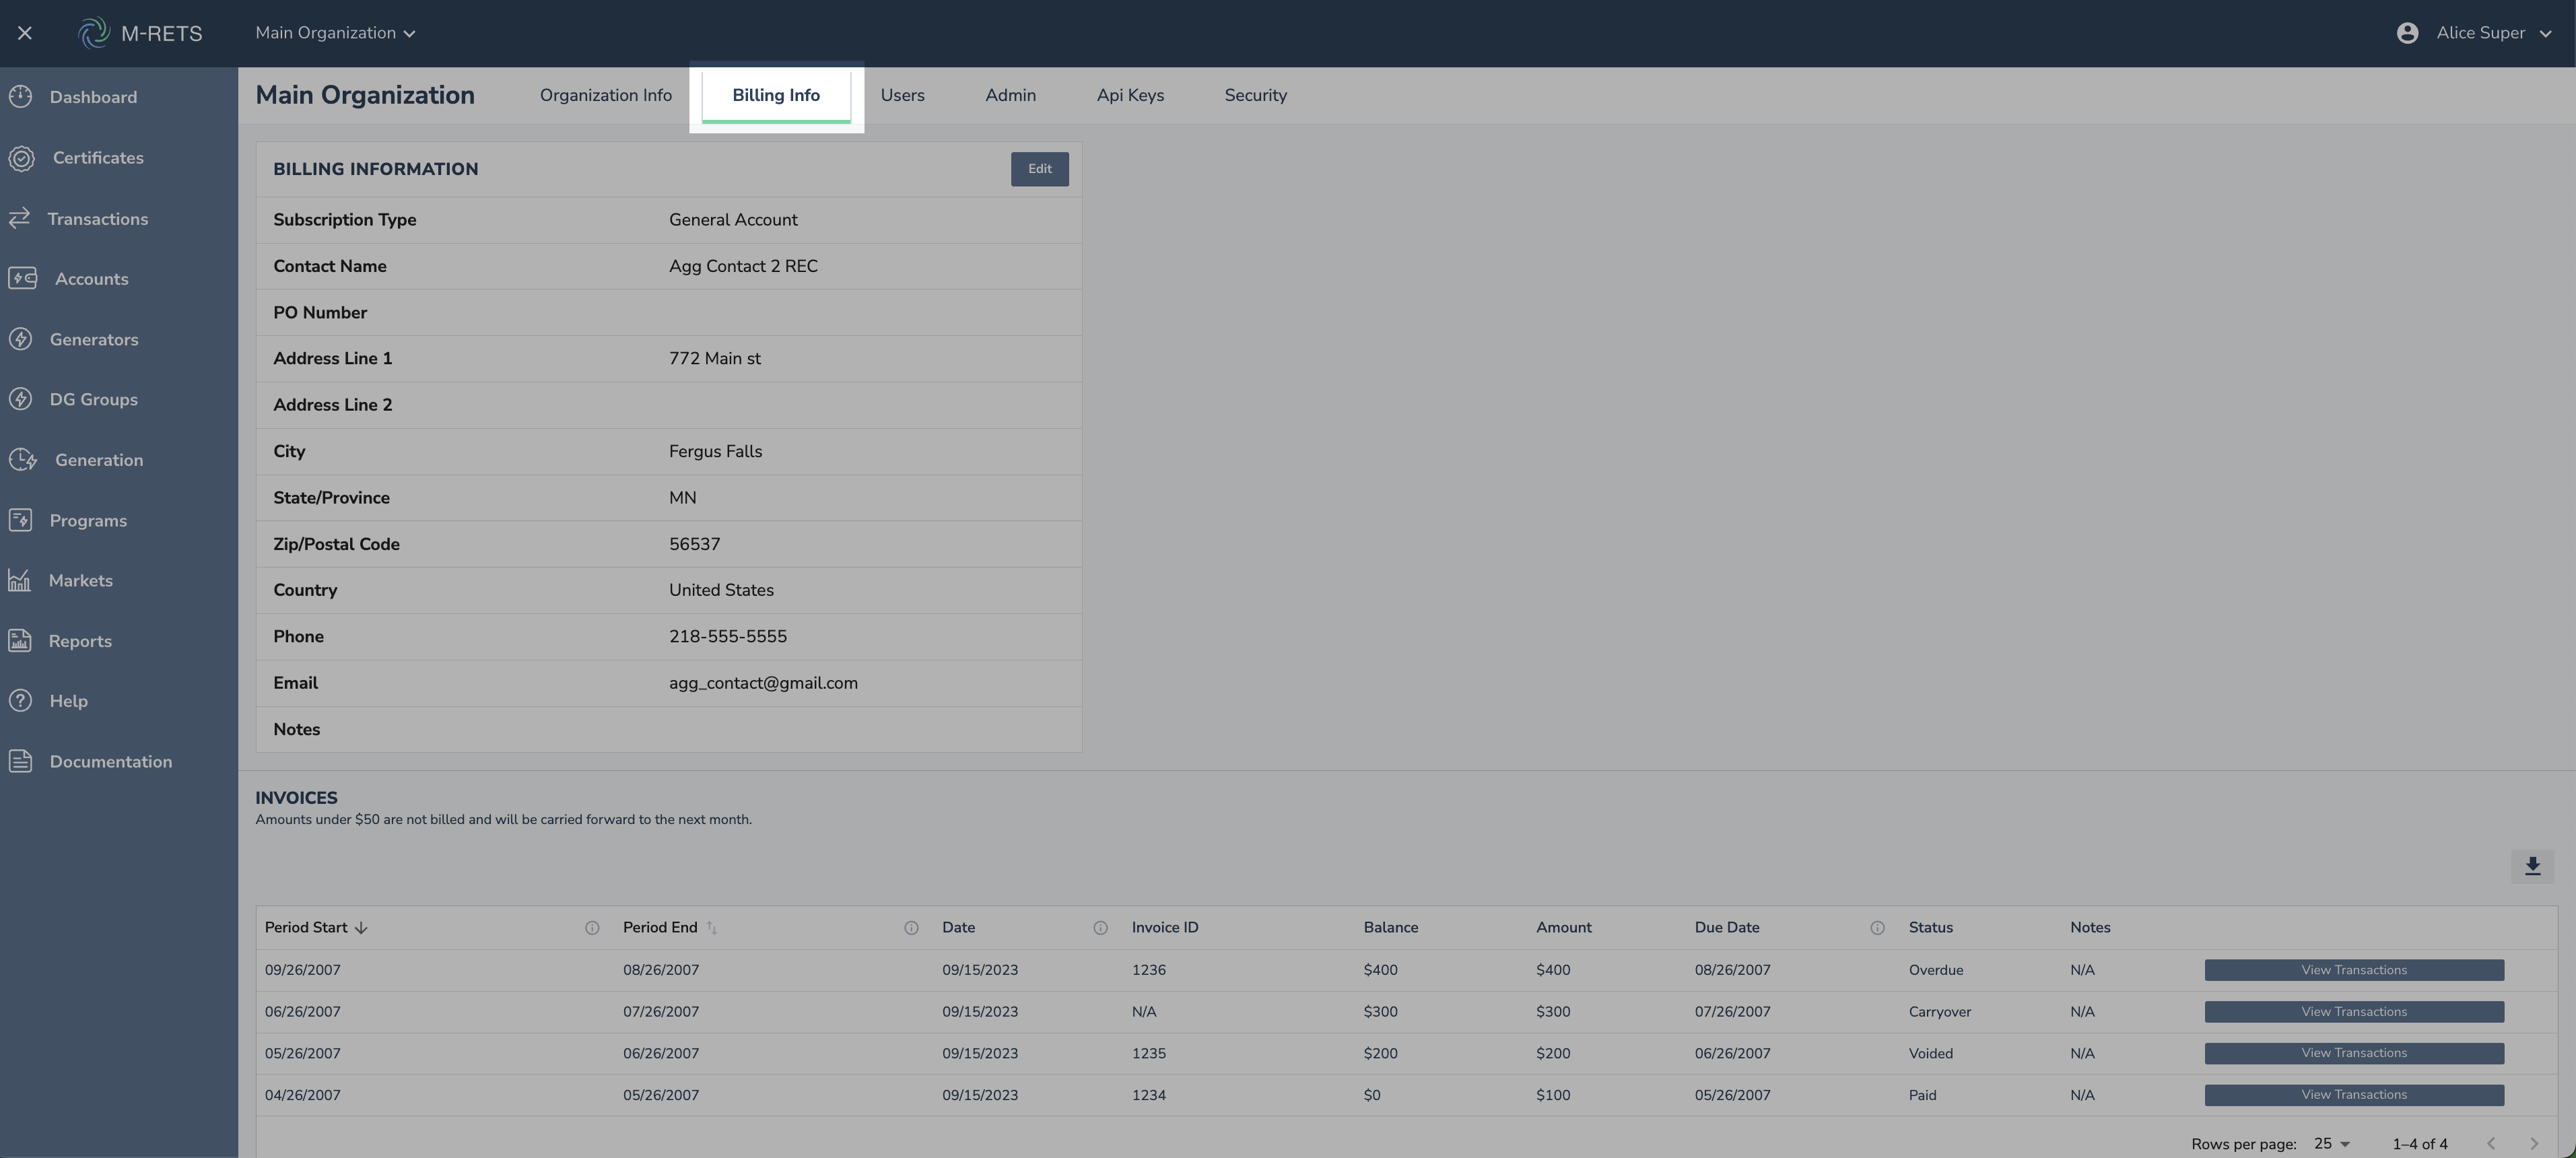 M-RETS Main Organization Alice Super
Dashboard
Certificates
Transactions
Accounts
Generators
DG Groups
Generation
Programs
Markets
Reports
Help
Documentation
Main Organization Organization Info Billing Info Users Admin Api Keys Security
BILLING INFORMATION Edit
Subscription Type General Account
Contact Name Agg Contact 2 REC
PO Number
Address Line 1 772 Main st
Address Line 2
City Fergus Falls
State/Province MN
Zip/Postal Code 56537
Country United States
Phone 218-555-5555
Email agg_contact@gmail.com
Notes
INVOICES
Amounts under $50 are not billed and will be carried forward to the next month.
Period Start Period End Date Invoice ID Balance Amount Due Date Status Notes
09/26/2007 08/26/2007 09/15/2023 1236 $400 $400 08/26/2007 Overdue N/A View Transactions
06/26/2007 07/26/2007 09/15/2023 N/A $300 $300 07/26/2007 Carryover N/A View Transactions
05/26/2007 06/26/2007 09/15/2023 1235 $200 $200 06/26/2007 Voided N/A View Transactions
04/26/2007 05/26/2007 09/15/2023 1234 $0 $100 05/26/2007 Paid N/A View Transactions
Rows per page: 25 1–4 of 4